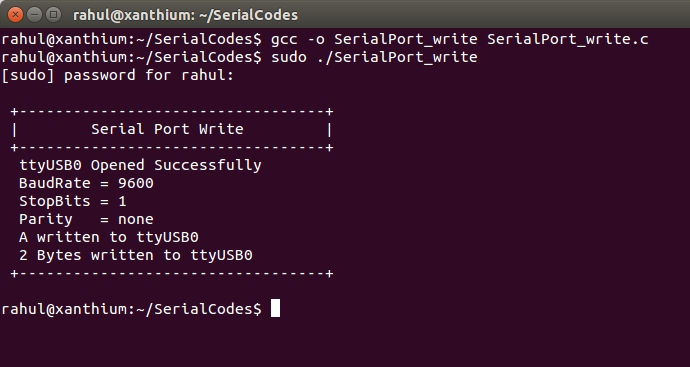 rahul@xanthium: ~/SerialCodes
rahul@xanthium:~/SerialCodes$ gcc -o SerialPort_write SerialPort_write.c
rahul@xanthium:~/SerialCodes$ sudo ./SerialPort_write
[sudo] password for rahul:
+----------------------------------+
|        Serial Port Write         |
+----------------------------------+
ttyUSB0 Opened Successfully
BaudRate = 9600
StopBits = 1
Parity   = none
A written to ttyUSB0
2 Bytes written to ttyUSB0
+----------------------------------+
rahul@xanthium:~/SerialCodes$